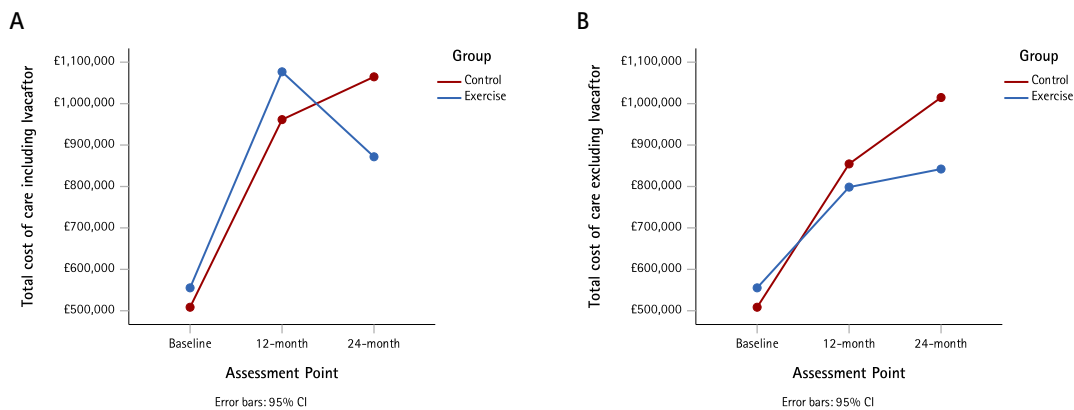 A
Total cost of care including Ivacaftor
£1,100,000
£1,000,000
£900,000
£800,000
£700,000
£600,000
£500,000
Baseline
12-month
24-month
Assessment Point
Error bars: 95% CI
Group
Control
Exercise
B
Total cost of care excluding Ivacaftor
£1,100,000
£1,000,000
£900,000
£800,000
£700,000
£600,000
£500,000
Baseline
12-month
24-month
Assessment Point
Error bars: 95% CI
Group
Control
Exercise